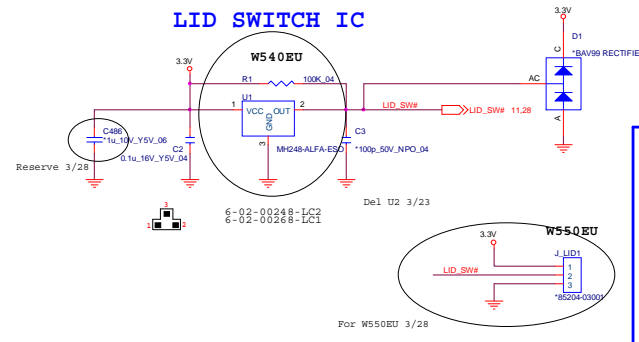 LID SWITCH IC
3.3V
D1
*BAV99 RECTIFIE
C
AC
A
W540EU
3.3V
R1
100K_04
U1
1
VCC OUT
2
GND
3
MH248-ALFA-ESO
LID_SW#
LID_SW# 11,28
C486
*1u_10V_Y5V_06
C2
0.1u_16V_Y5V_04
C3
*100p_50V_NPO_04
Reserve 3/28
Del U2 3/23
3
1
2
6-02-00248-LC2
6-02-00268-LC1
W550EU
3.3V
J_LID1
LID_SW#
1
2
3
*85204-03001
For W550EU 3/28